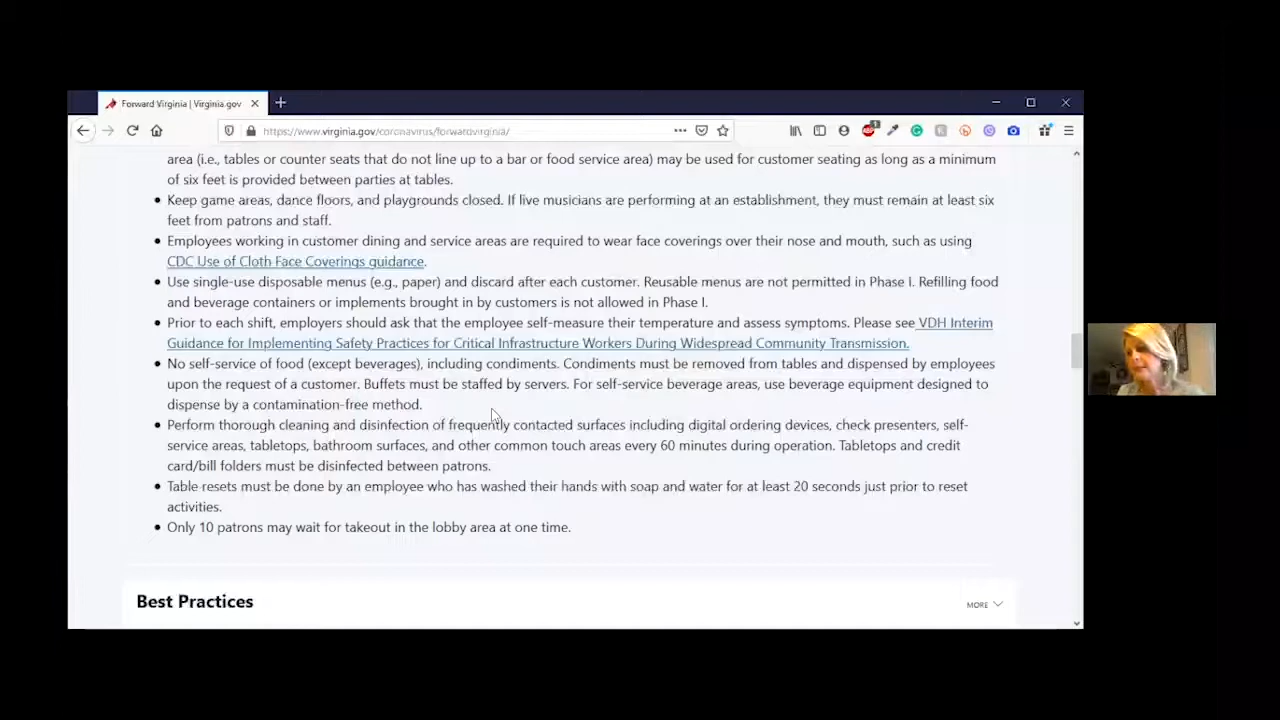 Forward Virginia | Virginia.gov
https://www.virginia.gov/coronavirus/forwardvirginia/
area (i.e., tables or counter seats that do not line up to a bar or food service area) may be used for customer seating as long as a minimum
of six feet is provided between parties at tables.
Keep game areas, dance floors, and playgrounds closed. If live musicians are performing at an establishment, they must remain at least six
feet from patrons and staff.
Employees working in customer dining and service areas are required to wear face coverings over their nose and mouth, such as using
CDC Use of Cloth Face Coverings guidance.
Use single-use disposable menus (e.g., paper) and discard after each customer. Reusable menus are not permitted in Phase I. Refilling food
and beverage containers or implements brought in by customers is not allowed in Phase I.
Prior to each shift, employers should ask that the employee self-measure their temperature and assess symptoms. Please see VDH Interim
Guidance for Implementing Safety Practices for Critical Infrastructure Workers During Widespread Community Transmission.
No self-service of food (except beverages), including condiments. Condiments must be removed from tables and dispensed by employees
upon the request of a customer. Buffets must be staffed by servers. For self-service beverage areas, use beverage equipment designed to
dispense by a contamination-free method.
Perform thorough cleaning and disinfection of frequently contacted surfaces including digital ordering devices, check presenters, self-
service areas, tabletops, bathroom surfaces, and other common touch areas every 60 minutes during operation. Tabletops and credit
card/bill folders must be disinfected between patrons.
Table resets must be done by an employee who has washed their hands with soap and water for at least 20 seconds just prior to reset
activities.
Only 10 patrons may wait for takeout in the lobby area at one time.
Best Practices
MORE